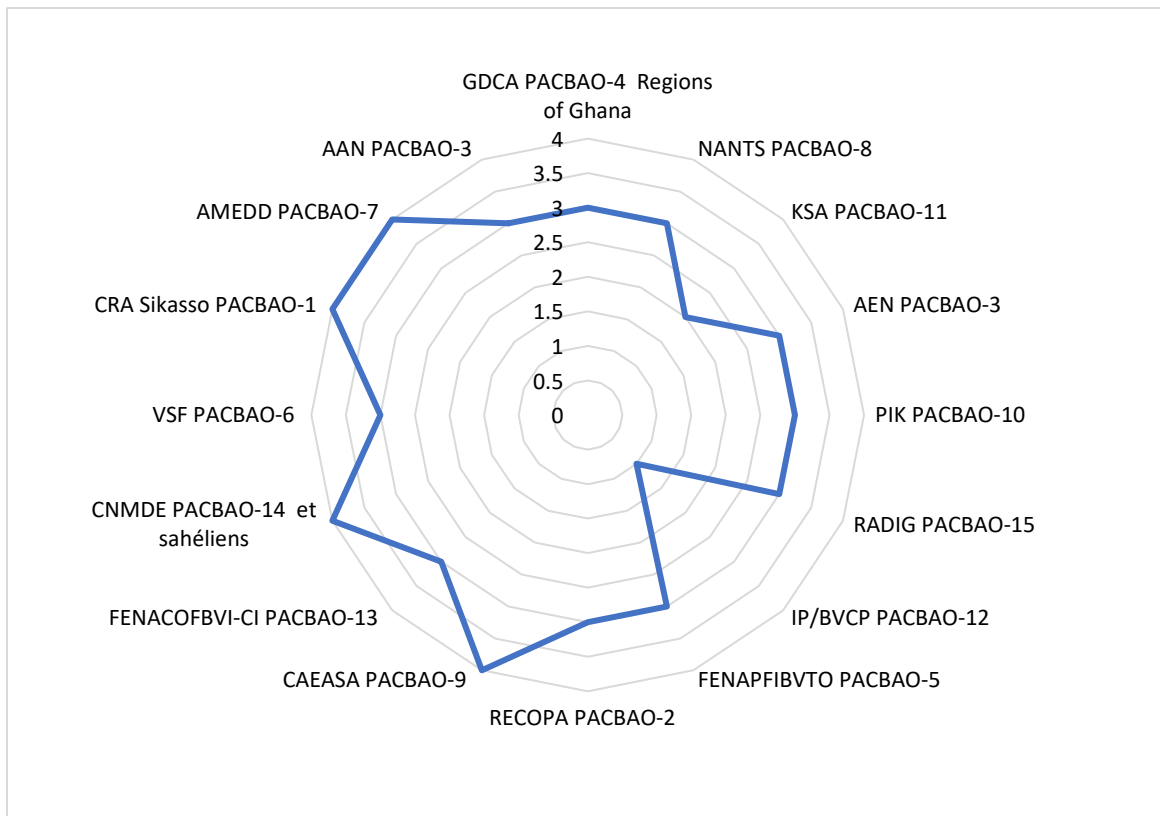 GDCA PACBAO-4 Regions
of Ghana
NANTS PACBAO-8
KSA PACBAO-11
AEN PACBAO-3
PIK PACBAO-10
RADIG PACBAO-15
IP/BVCP PACBAO-12
FENAPFIBVTO PACBAO-5
RECOPA PACBAO-2
CAEASA PACBAO-9
FENACOFBVI-CI PACBAO-13
CNMDE PACBAO-14 et
sahéliens
VSF PACBAO-6
CRA Sikasso PACBAO-1
AMEDD PACBAO-7
AAN PACBAO-3
4
3.5
3
2.5
2
1.5
1
0.5
0